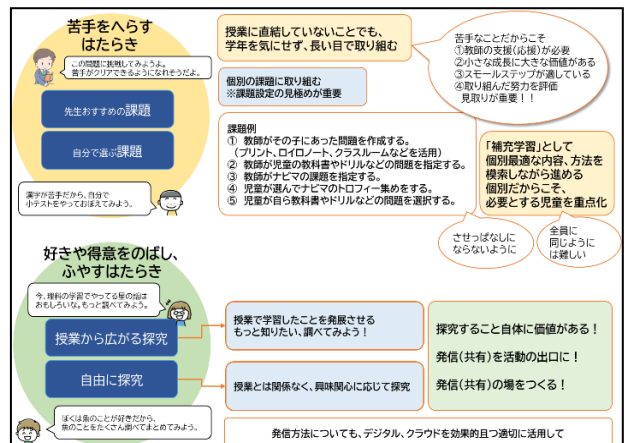 苦手をへらす
はたらき
この問題に挑戦してみようよ。
苦手がクリアできるようになれそうだよ。
先生おすすめの課題
自分で選ぶ課題
漢字が苦手だから、自分で
小テストをやっておぼえてみよう。
授業に直結していないことでも、
学年を気にせず、長い目で取り組む
個別の課題に取り組む
※課題設定の見極めが重要
苦手なことだからこそ
①教師の支援(応援)が必要
②小さな成長に大きな価値がある
③スモールステップが適している
④取り組んだ努力を評価
見取りが重要!!
課題例
① 教師がその子にあった問題を作成する。
(プリント、ロイロノート、クラスルームなどを活用)
② 教師が児童の教科書やドリルなどの問題を指定する。
③ 教師がナビマの課題を指定する。
④ 児童が選んでナビマのトロフィー集めをする。
⑤ 児童が自ら教科書やドリルなどの問題を選択する。
「補充学習」として
個別最適な内容、方法を
模索しながら進める
個別だからこそ、
必要とする児童を重点化
させっぱなしに
ならないように
全員に
同じように
は難しい
好きや得意をのばし、
ふやすはたらき
今、理科の学習でやってる星の話は
おもしろいな。もっと調べてみよう。
授業から広がる探究
自由に探究
ぼくは魚のことが好きだから、
魚のことをたくさん調べてまとめてみよう。
授業で学習したことを発展させる
もっと知りたい、調べてみよう!
授業とは関係なく、興味関心に応じて探究
探究すること自体に価値がある!
発信(共有)を活動の出口に!
発信(共有)の場をつくる!
発信方法についても、デジタル、クラウドを効果的且つ適切に活用して